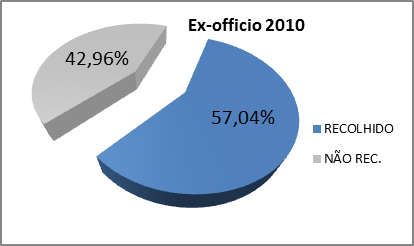 Ex-officio 2010
42,96%
57,04%
RECOLHIDO
NÃO REC.